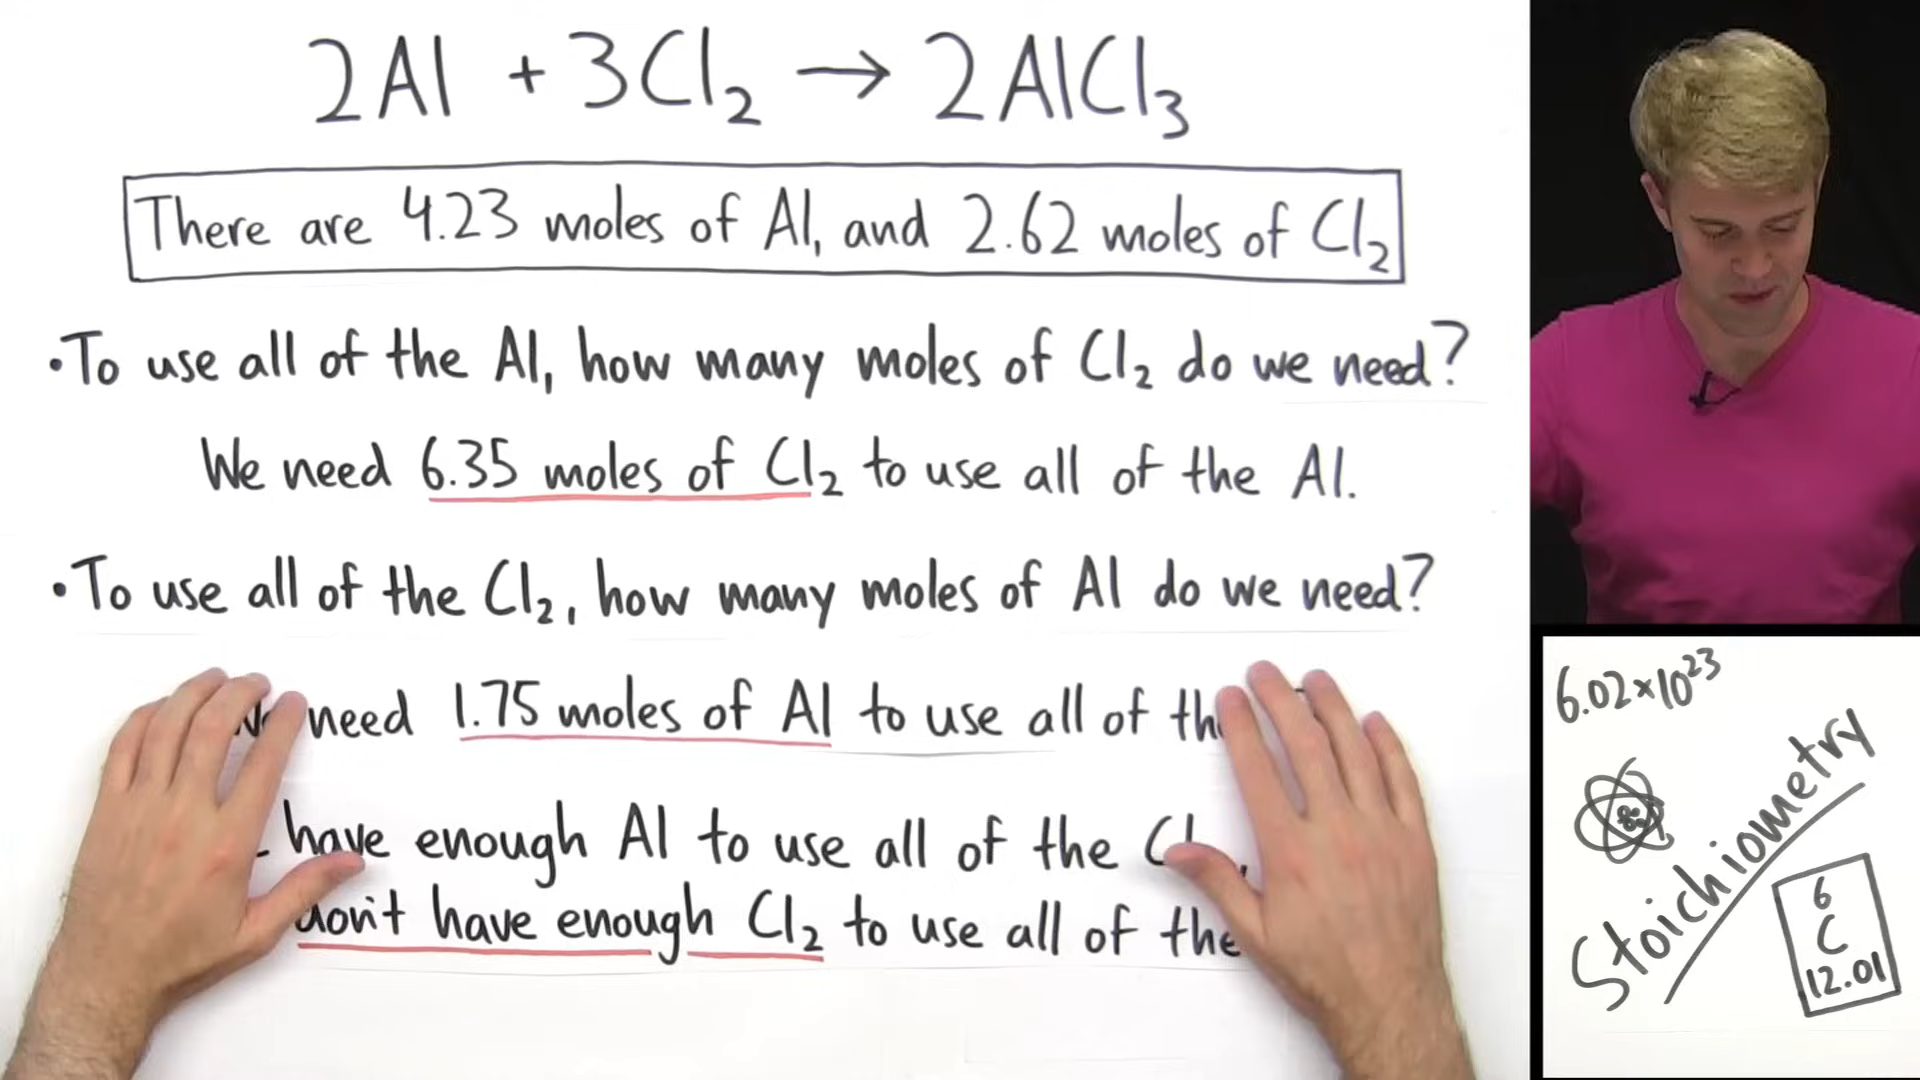 2Al + 3Cl₂ → 2AlCl₃
There are 4.23 moles of Al, and 2.62 moles of Cl₂
•To use all of the Al, how many moles of Cl₂ do we need?
We need 6.35 moles of Cl₂ to use all of the Al.
•To use all of the Cl₂, how many moles of Al do we need?
need 1.75 moles of Al to use all of
have enough Al to use all of the
don't have enough Cl₂ to use all of the
6.02×10²³
Stoichiometry
6
C
12.01